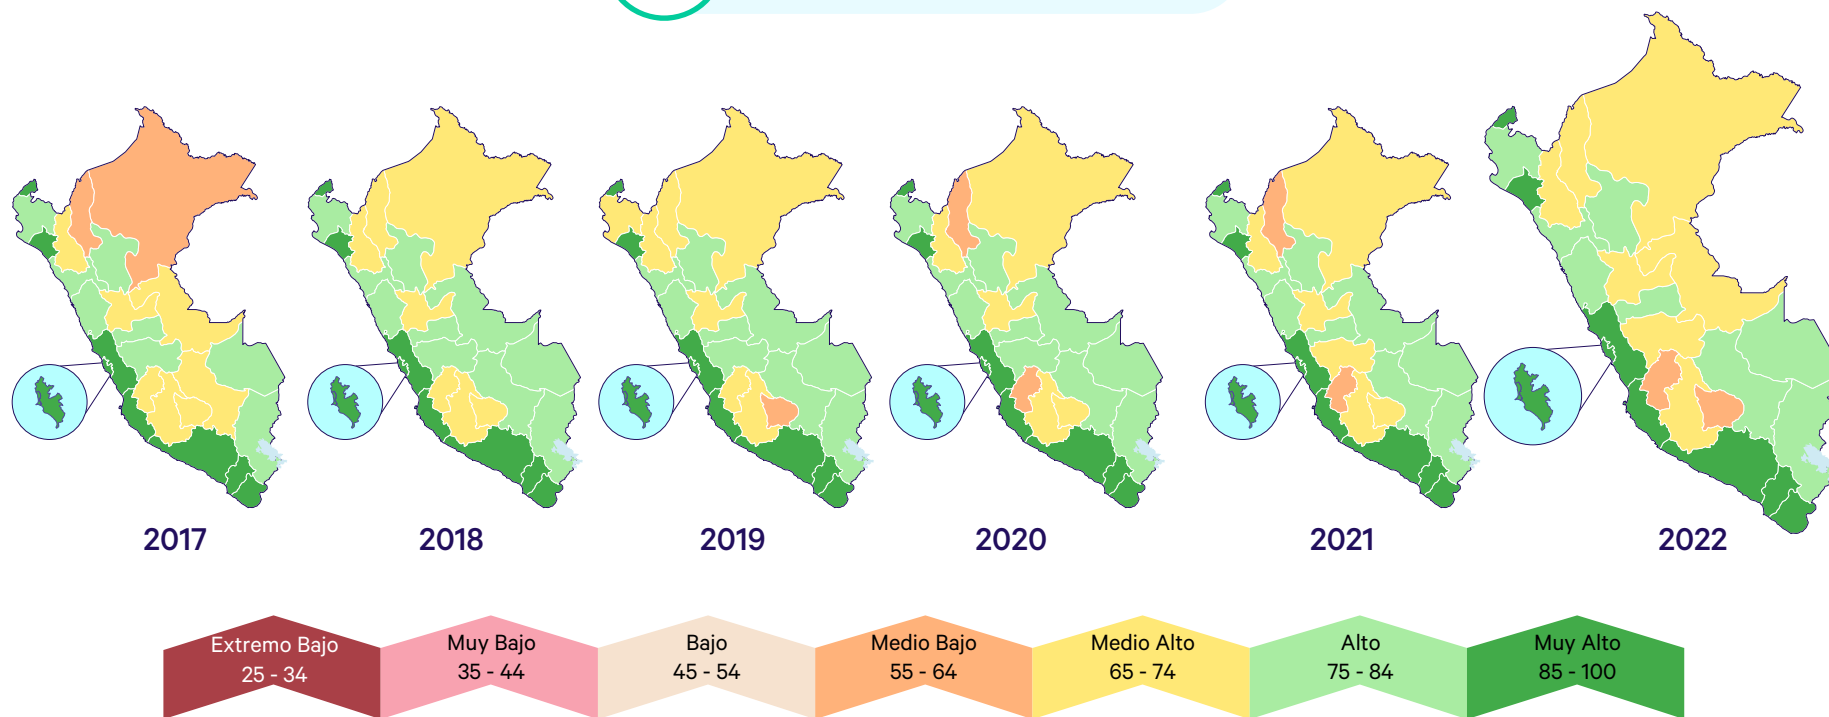 2017
2018
2019
2020
2021
2022
Extremo Bajo
25 - 34
Muy Bajo
35 - 44
Bajo
45 - 54
Medio Bajo
55 - 64
Medio Alto
65 - 74
Alto
75 - 84
Muy Alto
85 - 100